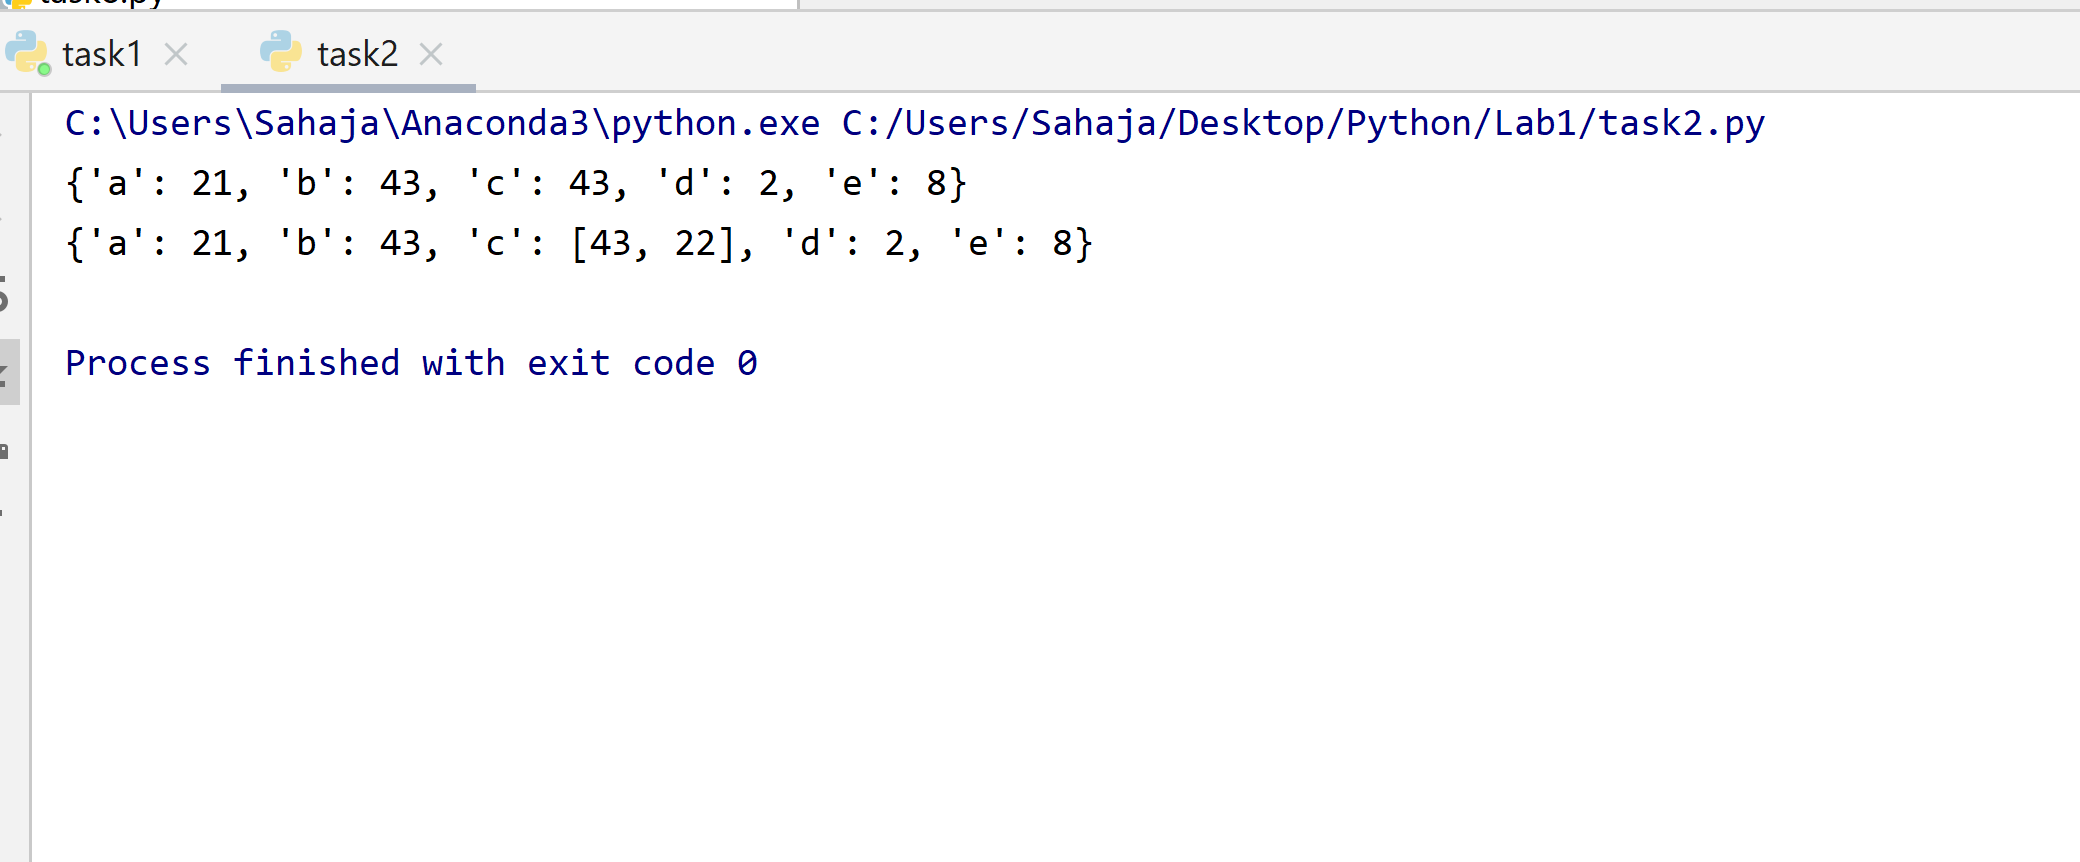 task1 task2
C:\Users\Sahaja\Anaconda3\python.exe C:/Users/Sahaja/Desktop/Python/Lab1/task2.py
{'a': 21, 'b': 43, 'c': 43, 'd': 2, 'e': 8}
{'a': 21, 'b': 43, 'c': [43, 22], 'd': 2, 'e': 8}
Process finished with exit code 0